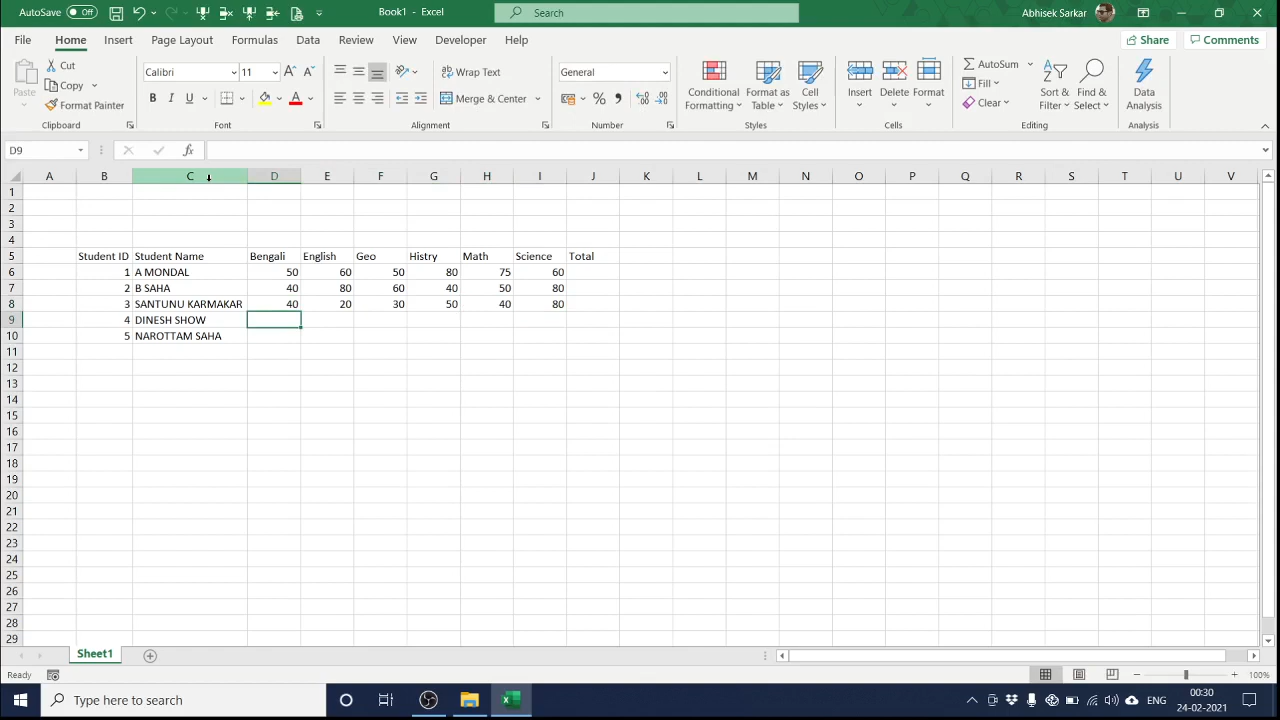 AutoSave Off Book1 - Excel Search Abhisek Sarkar
File Home Insert Page Layout Formulas Data Review View Developer Help Share Comments
Paste Cut Copy Format Painter Clipboard
Calibri 11 B I U A Font
Wrap Text Merge & Center Alignment
General % Number
Conditional Formatting Format as Table Cell Styles Styles
Insert Delete Format Cells
AutoSum Fill Clear Sort & Filter Find & Select Editing
Data Analysis Analysis
D9 fx
A B C D E F G H I J K L M N O P Q R S T U V
1
2
3
4
5 Student ID Student Name Bengali English Geo Histry Math Science Total
6 1 A MONDAL 50 60 50 80 75 60
7 2 B SAHA 40 80 60 40 50 80
8 3 SANTUNU KARMAKAR 40 20 30 50 40 80
9 4 DINESH SHOW
10 5 NAROTTAM SAHA
11
12
13
14
15
16
17
18
19
20
21
22
23
24
25
26
27
28
29
Sheet1
Ready 100%
Type here to search ENG 00:30
24-02-2021